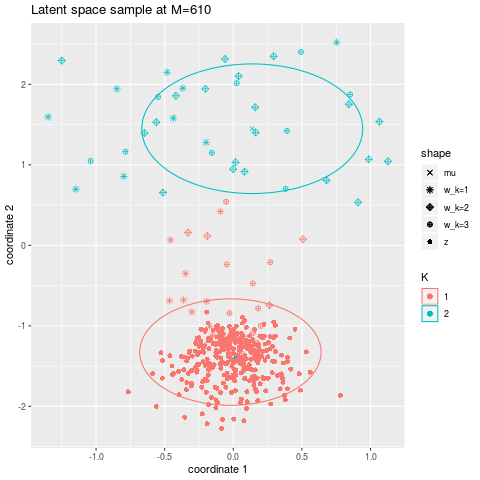 Latent space sample at M=610
coordinate 2
2
1
0
-1
-2
-1.0
-0.5
0.0
0.5
1.0
coordinate 1
shape
mu
w_k=1
w_k=2
w_k=3
z
K
1
2